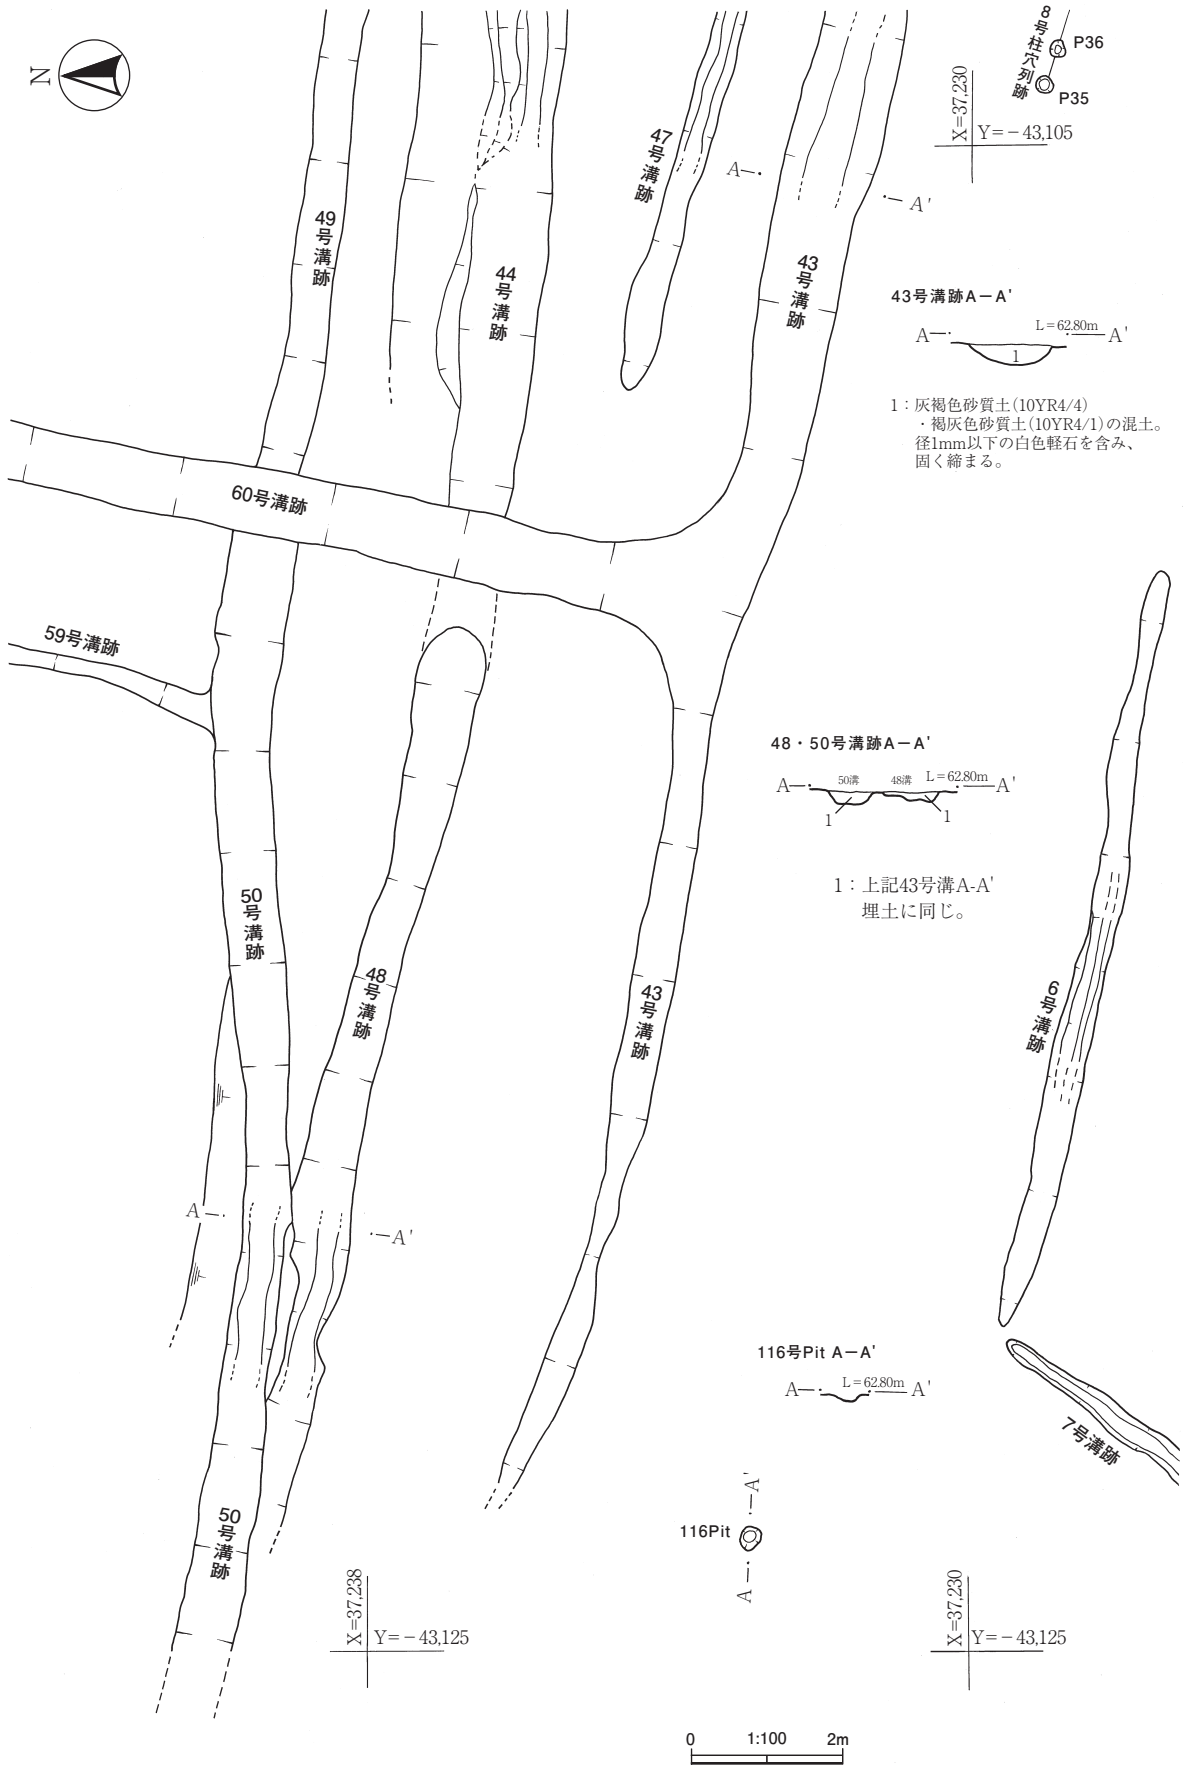 N
8号柱穴列跡
P36
P35
X=37,230
Y=-43,105
47号溝跡
A
A'
49号溝跡
44号溝跡
43号溝跡
43号溝跡A-A'
A
L=62.80m
A'
1
1:灰褐色砂質土(10YR4/4)
・褐灰色砂質土(10YR4/1)の混土。
径1mm以下の白色軽石を含み、
固く締まる。
60号溝跡
59号溝跡
48・50号溝跡A-A'
A
50溝
48溝
L=62.80m
A'
1
1
1:上記43号溝A-A'
埋土に同じ。
50号溝跡
48号溝跡
43号溝跡
6号溝跡
A
A'
116号Pit A-A'
A
L=62.80m
A'
7号溝跡
A'
116Pit
A
50号溝跡
X=37,238
Y=-43,125
X=37,230
Y=-43,125
0
1:100
2m